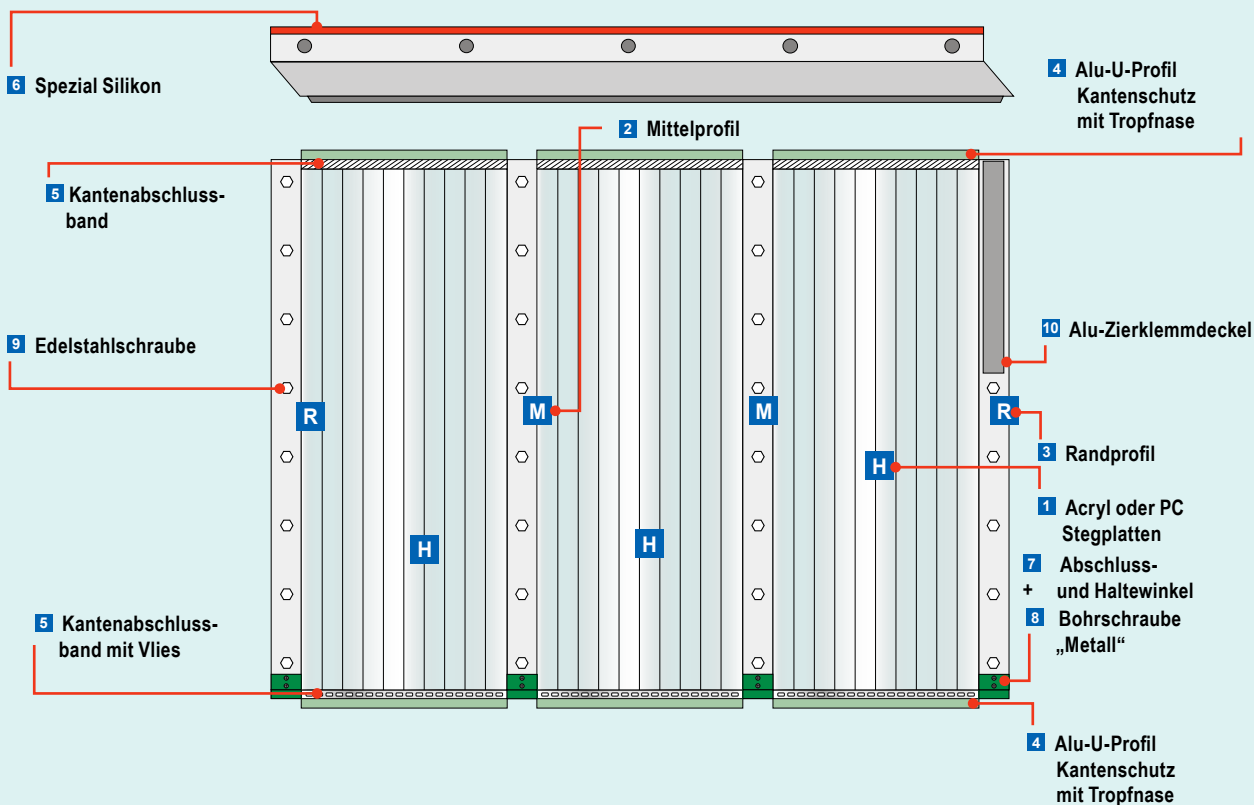 6 Spezial Silikon
4 Alu-U-Profil
Kantenschutz
mit Tropfnase
2 Mittelprofil
5 Kantenabschluss-
band
9 Edelstahlschraube
10 Alu-Zierklemmdeckel
R
M
M
R
3 Randprofil
H
1 Acryl oder PC
Stegplatten
H
H
7 Abschluss-
+ und Haltewinkel
8 Bohrschraube
„Metall“
5 Kantenabschluss-
band mit Vlies
4 Alu-U-Profil
Kantenschutz
mit Tropfnase